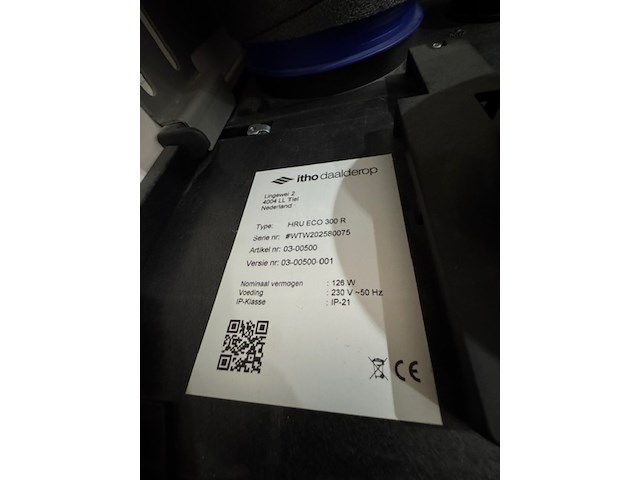 itho daalderop
Lingewei 2
4004 LL Tiel
Nederland
Type: HRU ECO 300 R
Serie nr: #WTW202580075
Artikel nr: 03-00500
Versie nr: 03-00500-001
Nominaal vermogen : 126 W
Voeding : 230 V ~50 Hz
IP-Klasse : IP-21
CE